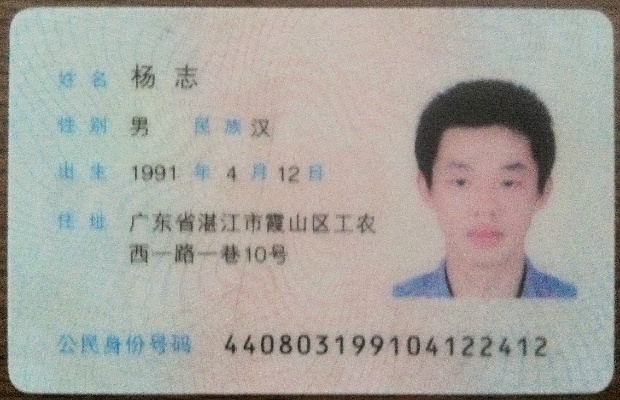 姓名 杨志
性别 男 民族 汉
出生 1991 年 4 月 12 日
住址 广东省湛江市霞山区工农
西一路一巷10号
公民身份号码 440803199104122412